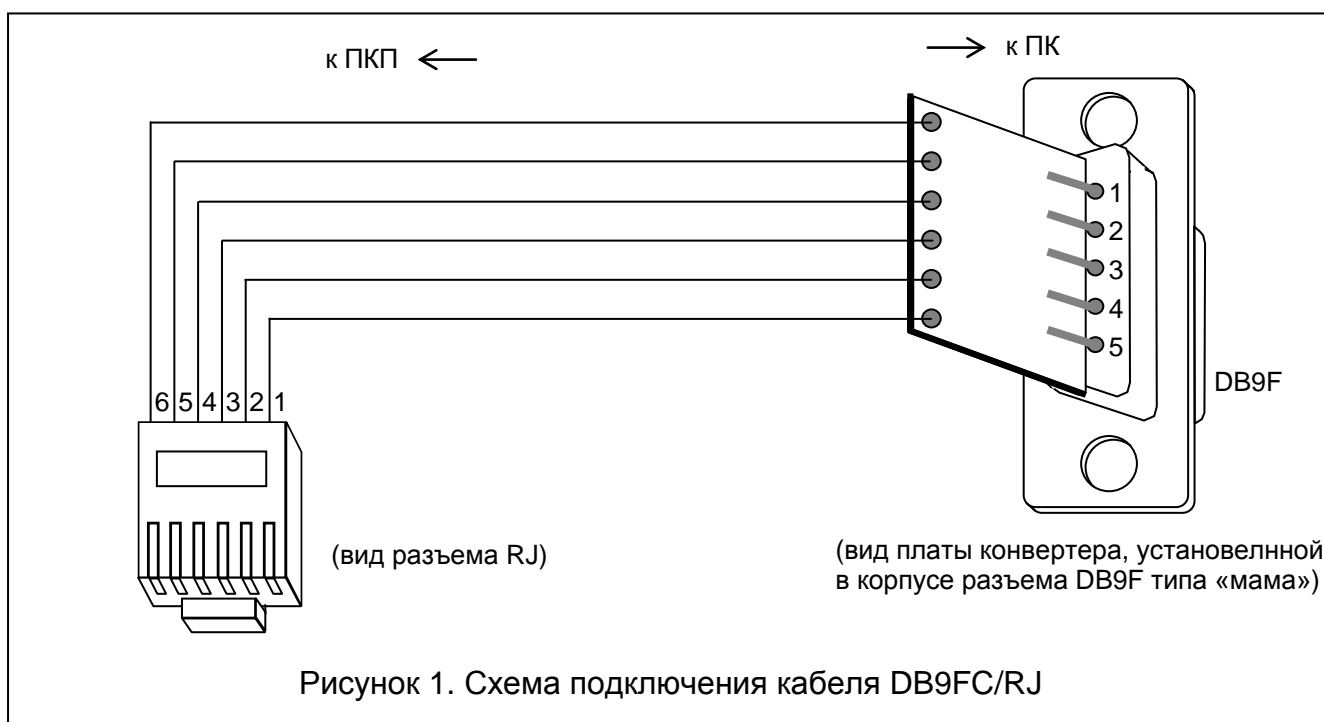 к ПКП
к ПК
1
2
3
4
5
DB9F
6 5 4 3 2 1
(вид разъема RJ)
(вид платы конвертера, установелнной
в корпусе разъема DB9F типа «мама»)
Рисунок 1. Схема подключения кабеля DB9FC/RJ